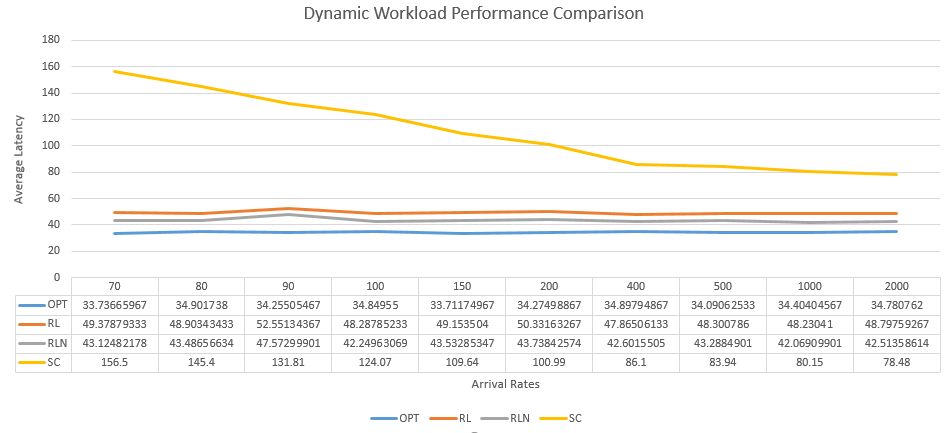 Dynamic Workload Performance Comparison
180
160
140
120
100
80
60
40
20
0
Average Latency
70 80 90 100 150 200 400 500 1000 2000
OPT 33.73665967 34.901738 34.25505467 34.84955 33.71174967 34.27498867 34.89794867 34.09062533 34.40404567 34.780762
RL 49.37879333 48.90343433 52.55134367 48.28785233 49.153504 50.33163267 47.86506133 48.300786 48.23041 48.79759267
RLN 43.12482178 43.48656634 47.57299901 42.24963069 43.53285347 43.73842574 42.6015505 43.2884901 42.06909901 42.51358614
SC 156.5 145.4 131.81 124.07 109.64 100.99 86.1 83.94 80.15 78.48
Arrival Rates
OPT RL RLN SC